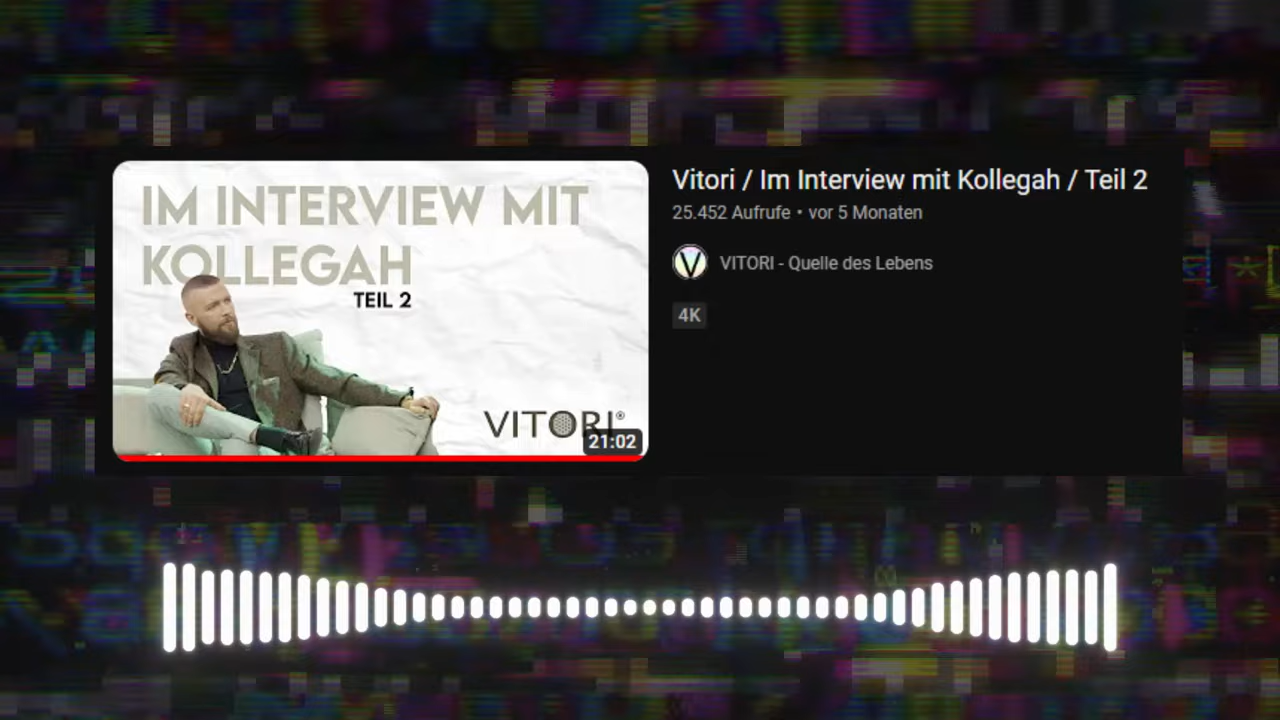 IM INTERVIEW MIT
KOLLEGAH
TEIL 2
VITORI®
21:02
Vitori / Im Interview mit Kollegah / Teil 2
25.452 Aufrufe • vor 5 Monaten
V
VITORI - Quelle des Lebens
4K